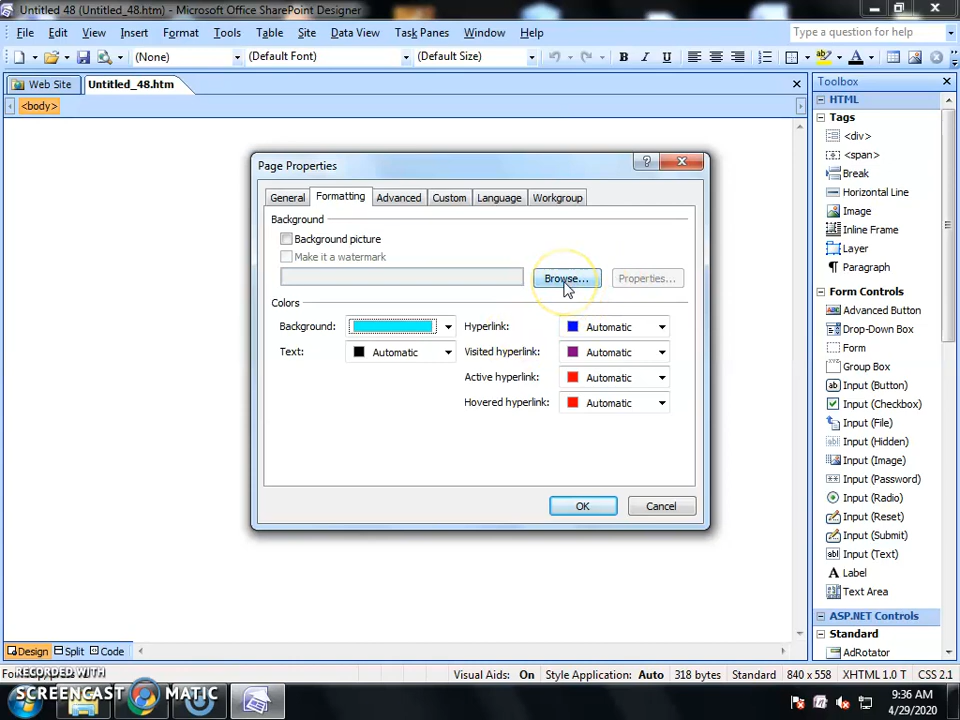 Untitled 48 (Untitled_48.htm) - Microsoft Office SharePoint Designer
File Edit View Insert Format Tools Table Site Data View Task Panes Window Help
Type a question for help
(None) (Default Font) (Default Size) B I U
Web Site Untitled_48.htm
<body>
Toolbox
HTML
Tags
<div>
<span>
Break
Horizontal Line
Image
Inline Frame
Layer
Paragraph
Form Controls
Advanced Button
Drop-Down Box
Form
Group Box
Input (Button)
Input (Checkbox)
Input (File)
Input (Hidden)
Input (Image)
Input (Password)
Input (Radio)
Input (Reset)
Input (Submit)
Input (Text)
Label
Text Area
ASP.NET Controls
Standard
AdRotator
Page Properties
General Formatting Advanced Custom Language Workgroup
Background
Background picture
Make it a watermark
Browse... Properties...
Colors
Background: Hyperlink: Automatic
Text: Automatic Visited hyperlink: Automatic
Active hyperlink: Automatic
Hovered hyperlink: Automatic
OK Cancel
Design Split Code
Visual Aids: On Style Application: Auto 318 bytes Standard 840 x 558 XHTML 1.0 T CSS 2.1
RECORDED WITH
SCREENCAST MATIC
9:36 AM
4/29/2020